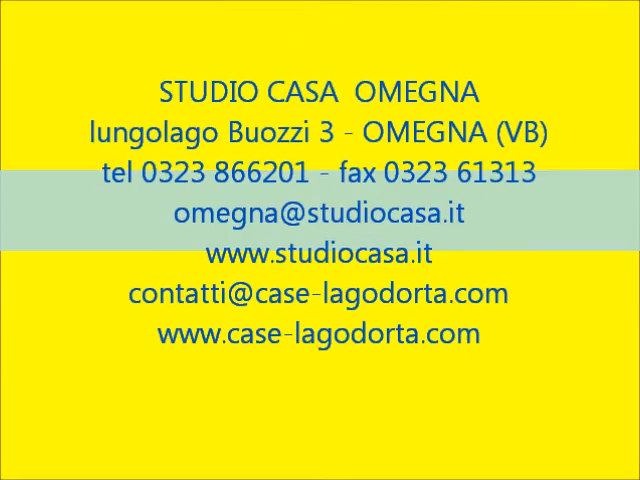 STUDIO CASA  OMEGNA
lungolago Buozzi 3 - OMEGNA (VB)
tel 0323 866201 - fax 0323 61313
omegna@studiocasa.it
www.studiocasa.it
contatti@case-lagodorta.com
www.case-lagodorta.com